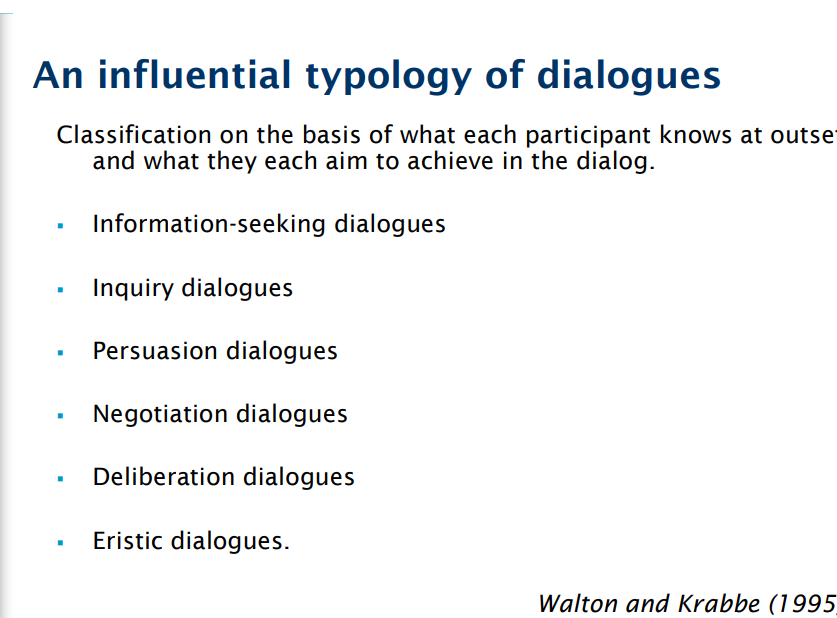 An influential typology of dialogues
Classification on the basis of what each participant knows at outse
and what they each aim to achieve in the dialog.
▪ Information-seeking dialogues
▪ Inquiry dialogues
▪ Persuasion dialogues
▪ Negotiation dialogues
▪ Deliberation dialogues
▪ Eristic dialogues.
Walton and Krabbe (1995